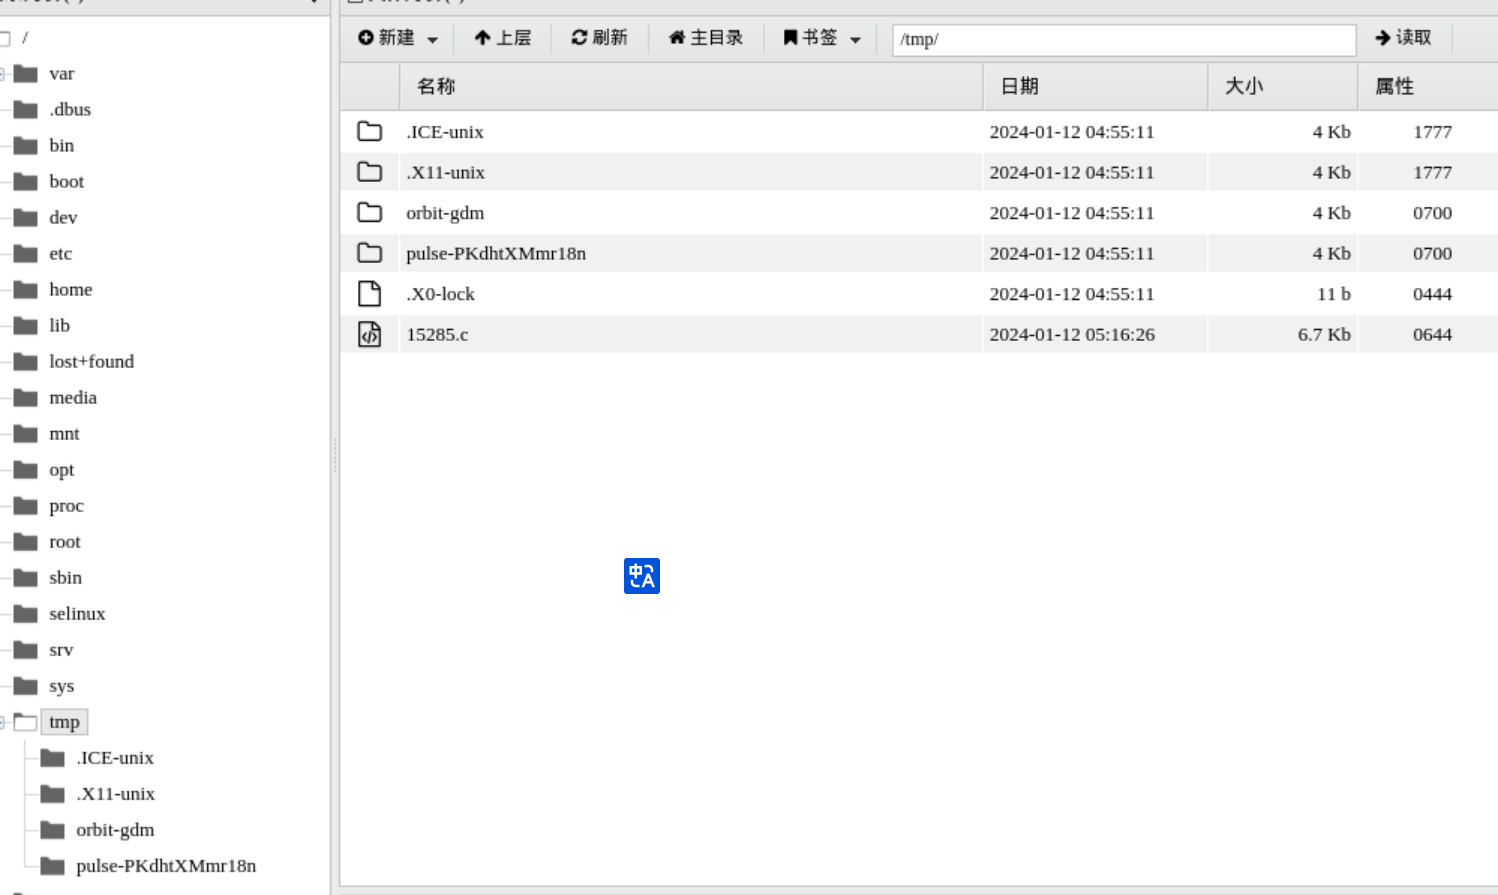 /
var
.dbus
bin
boot
dev
etc
home
lib
lost+found
media
mnt
opt
proc
root
sbin
selinux
srv
sys
tmp
.ICE-unix
.X11-unix
orbit-gdm
pulse-PKdhtXMmr18n
新建 上层 刷新 主目录 书签 /tmp/ 读取
名称 日期 大小 属性
.ICE-unix 2024-01-12 04:55:11 4 Kb 1777
.X11-unix 2024-01-12 04:55:11 4 Kb 1777
orbit-gdm 2024-01-12 04:55:11 4 Kb 0700
pulse-PKdhtXMmr18n 2024-01-12 04:55:11 4 Kb 0700
.X0-lock 2024-01-12 04:55:11 11 b 0444
15285.c 2024-01-12 05:16:26 6.7 Kb 0644
中A